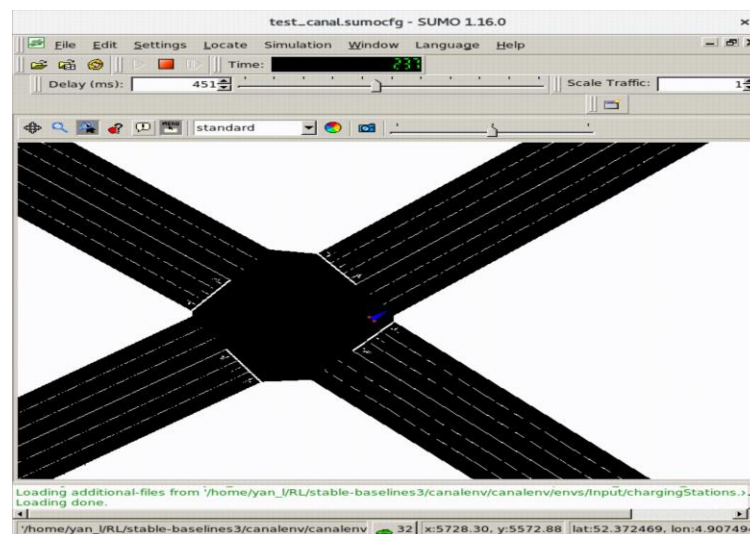 test_canal.sumocfg - SUMO 1.16.0
File Edit Settings Locate Simulation Window Language Help
Time: 237
Delay (ms): 451 Scale Traffic: 1
standard
Loading additional-files from '/home/yan_l/RL/stable-baselines3/canalenv/canalenv/envs/Input/chargingStations.
Loading done.
'/home/yan_l/RL/stable-baselines3/canalenv/canalenv 32 x:5728.30, y:5572.88 lat:52.372469, lon:4.907494